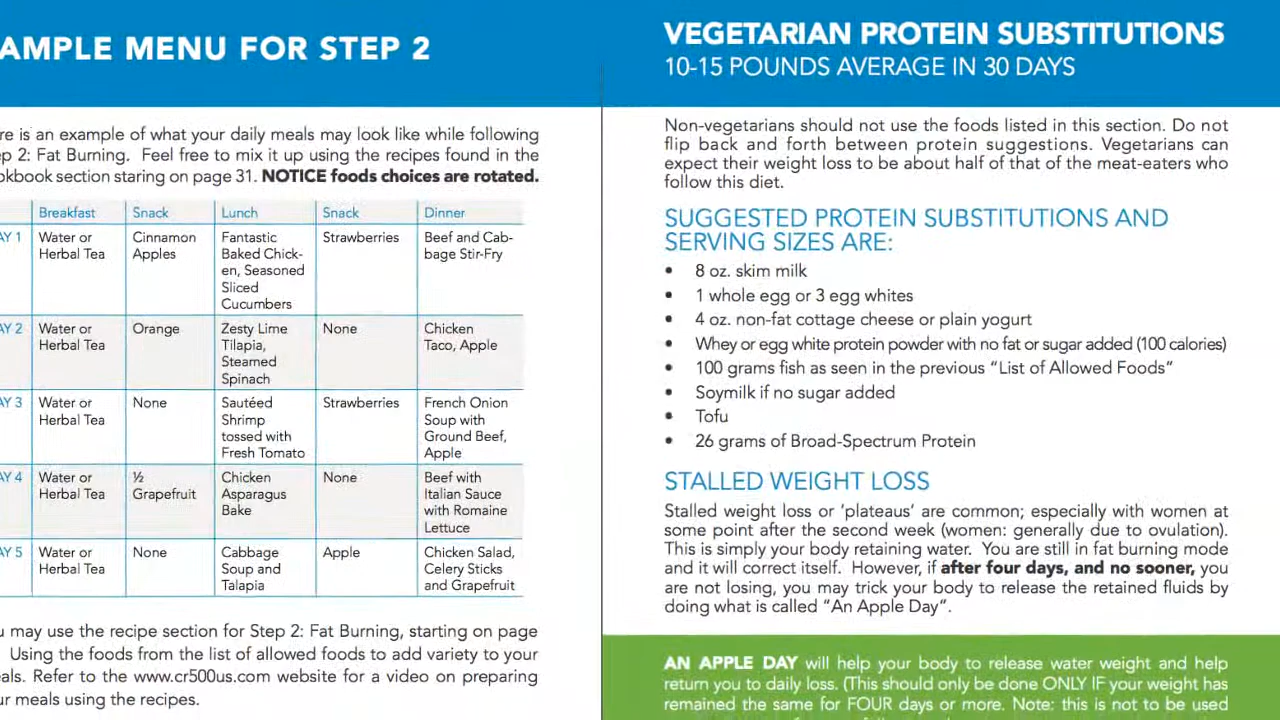 AMPLE MENU FOR STEP 2
re is an example of what your daily meals may look like while following
ep 2: Fat Burning. Feel free to mix it up using the recipes found in the
okbook section staring on page 31. NOTICE foods choices are rotated.
Breakfast Snack Lunch Snack Dinner
AY 1 Water or Cinnamon Fantastic Strawberries Beef and Cab-
Herbal Tea Apples Baked Chick- bage Stir-Fry
en, Seasoned
Sliced
Cucumbers
AY 2 Water or Orange Zesty Lime None Chicken
Herbal Tea Tilapia, Taco, Apple
Steamed
Spinach
AY 3 Water or None Sautéed Strawberries French Onion
Herbal Tea Shrimp Soup with
tossed with Ground Beef,
Fresh Tomato Apple
AY 4 Water or ½ Chicken None Beef with
Herbal Tea Grapefruit Asparagus Italian Sauce
Bake with Romaine
Lettuce
AY 5 Water or None Cabbage Apple Chicken Salad,
Herbal Tea Soup and Celery Sticks
Talapia and Grapefruit
u may use the recipe section for Step 2: Fat Burning, starting on page
Using the foods from the list of allowed foods to add variety to your
eals. Refer to the www.cr500us.com website for a video on preparing
ur meals using the recipes.
VEGETARIAN PROTEIN SUBSTITUTIONS
10-15 POUNDS AVERAGE IN 30 DAYS
Non-vegetarians should not use the foods listed in this section. Do not
flip back and forth between protein suggestions. Vegetarians can
expect their weight loss to be about half of that of the meat-eaters who
follow this diet.
SUGGESTED PROTEIN SUBSTITUTIONS AND
SERVING SIZES ARE:
• 8 oz. skim milk
• 1 whole egg or 3 egg whites
• 4 oz. non-fat cottage cheese or plain yogurt
• Whey or egg white protein powder with no fat or sugar added (100 calories)
• 100 grams fish as seen in the previous “List of Allowed Foods”
• Soymilk if no sugar added
• Tofu
• 26 grams of Broad-Spectrum Protein
STALLED WEIGHT LOSS
Stalled weight loss or ‘plateaus’ are common; especially with women at
some point after the second week (women: generally due to ovulation).
This is simply your body retaining water. You are still in fat burning mode
and it will correct itself. However, if after four days, and no sooner, you
are not losing, you may trick your body to release the retained fluids by
doing what is called “An Apple Day”.
AN APPLE DAY will help your body to release water weight and help
return you to daily loss. (This should only be done ONLY IF your weight has
remained the same for FOUR days or more. Note: this is not to be used